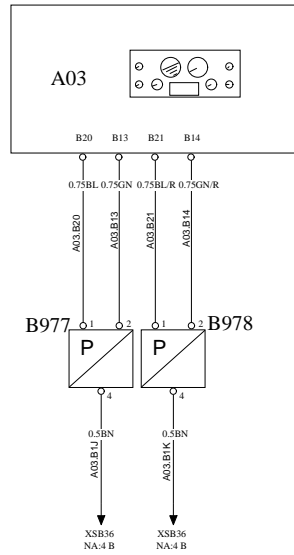 A03
B20 B13 B21 B14
0.75BL 0.75GN 0.75BL/R 0.75GN/R
A03.B20 A03.B13 A03.B21 A03.B14
B977 1 2 1 2 B978
P P
4 4
0.5BN 0.5BN
A03.B1J A03.B1K
XSB36 XSB36
NA:4 B NA:4 B